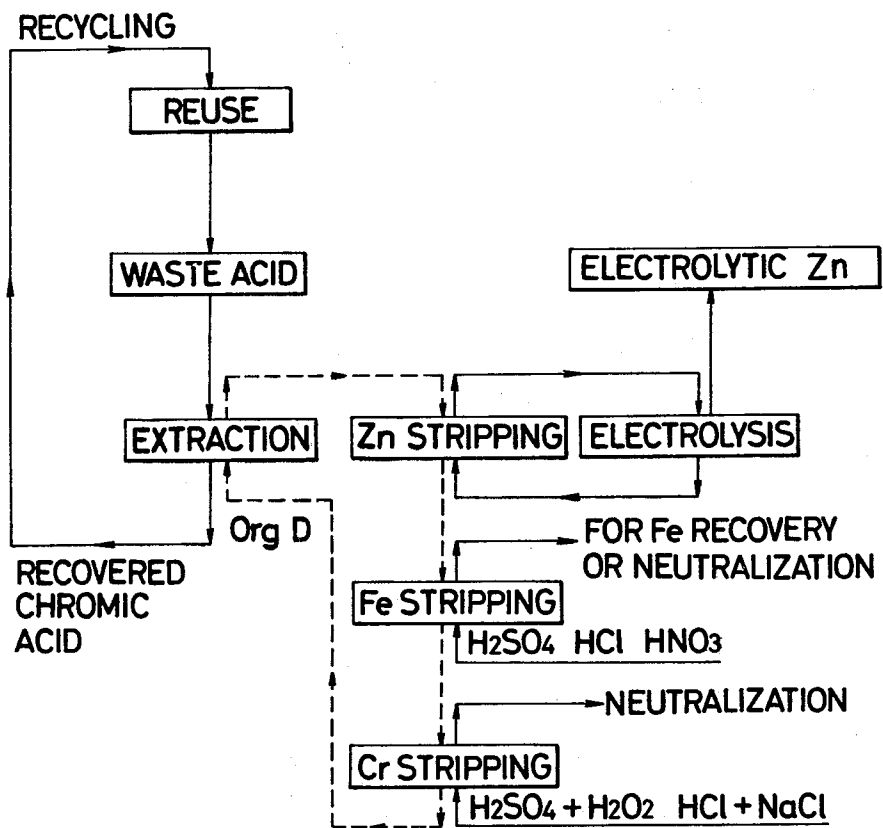 RECYCLING
REUSE
WASTE ACID
ELECTROLYTIC Zn
EXTRACTION
Zn STRIPPING
ELECTROLYSIS
Org D
RECOVERED
CHROMIC
ACID
FOR Fe RECOVERY
OR NEUTRALIZATION
Fe STRIPPING
H2SO4 HCl HNO3
NEUTRALIZATION
Cr STRIPPING
H2SO4 + H2O2 HCl + NaCl